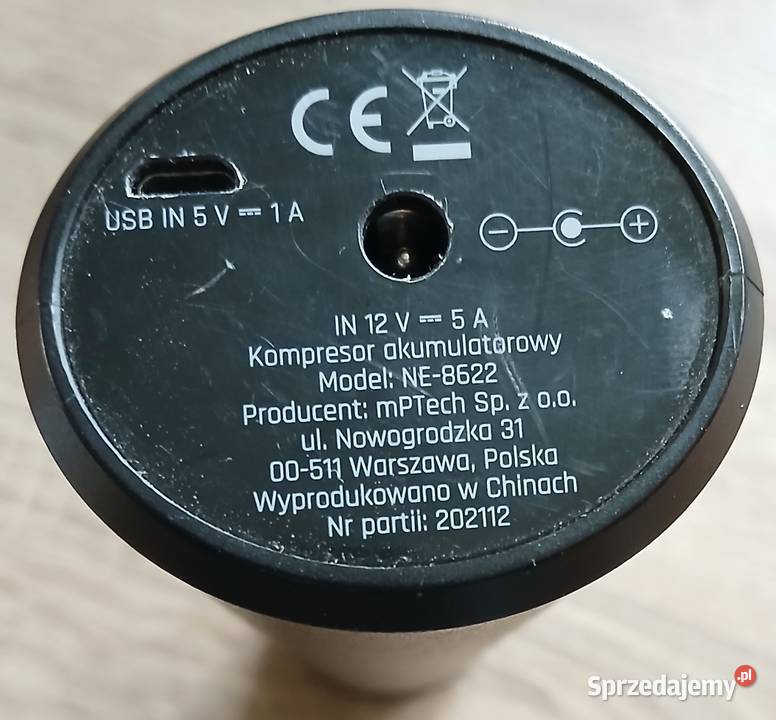 CE
USB IN 5 V ⎓ 1 A
− +
IN 12 V ⎓ 5 A
Kompresor akumulatorowy
Model: NE-8622
Producent: mPTech Sp. z o.o.
ul. Nowogrodzka 31
00-511 Warszawa, Polska
Wyprodukowano w Chinach
Nr partii: 202112
Sprzedajemy.pl